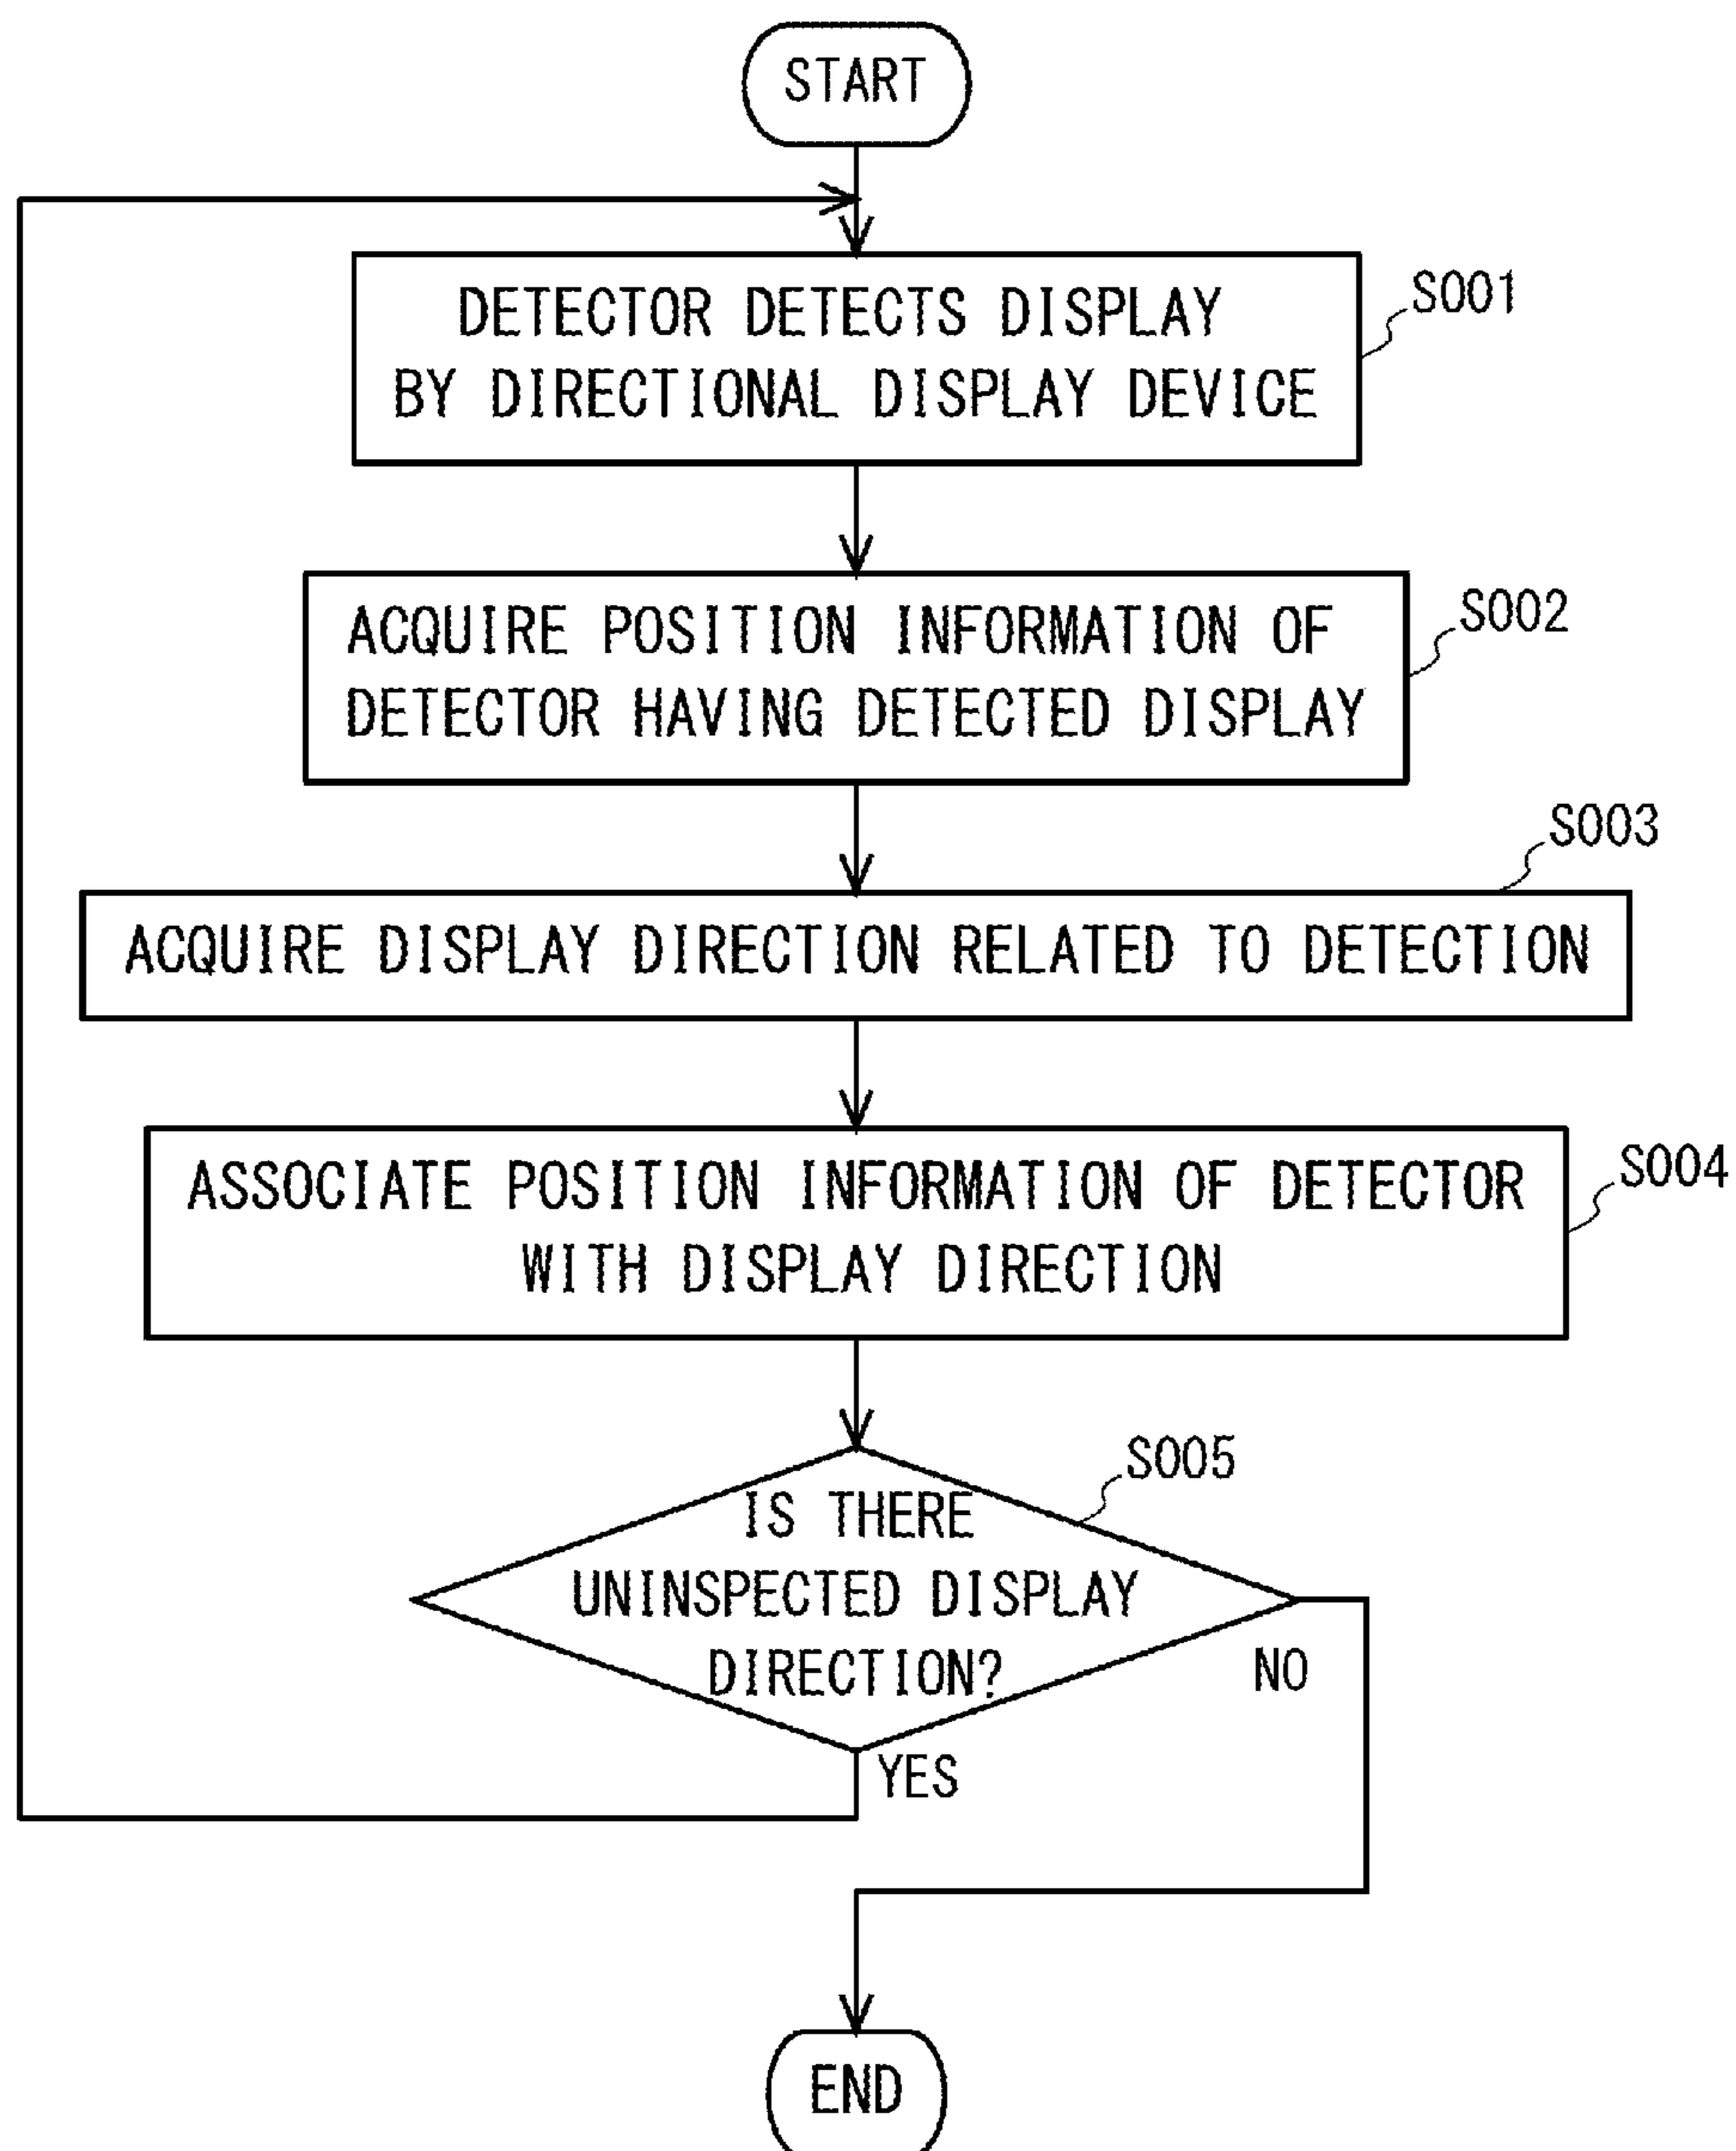 START
DETECTOR DETECTS DISPLAY
BY DIRECTIONAL DISPLAY DEVICE
S001
ACQUIRE POSITION INFORMATION OF
DETECTOR HAVING DETECTED DISPLAY
S002
S003
ACQUIRE DISPLAY DIRECTION RELATED TO DETECTION
ASSOCIATE POSITION INFORMATION OF DETECTOR
WITH DISPLAY DIRECTION
S004
S005
IS THERE
UNINSPECTED DISPLAY
DIRECTION?
NO
YES
END